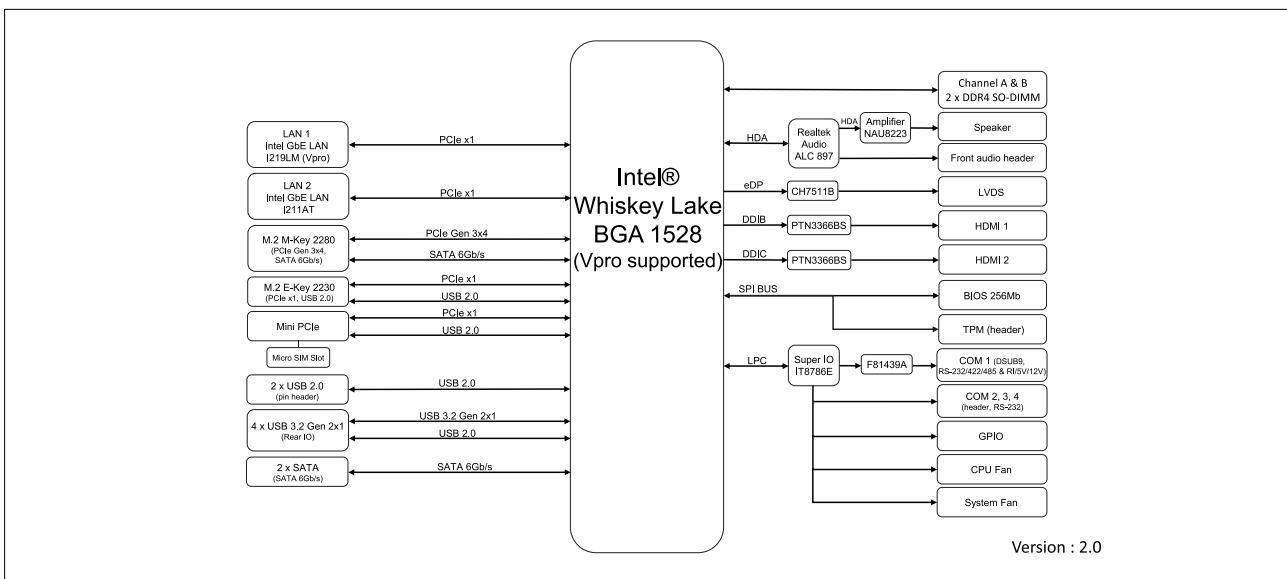 LAN 1
Intel GbE LAN
I219LM (Vpro)
PCIe x1
LAN 2
Intel GbE LAN
I211AT
PCIe x1
M.2 M-Key 2280
(PCIe Gen 3x4,
SATA 6Gb/s)
PCIe Gen 3x4
SATA 6Gb/s
M.2 E-Key 2230
(PCIe x1, USB 2.0)
PCIe x1
USB 2.0
Mini PCIe
PCIe x1
USB 2.0
Micro SIM Slot
2 x USB 2.0
(pin header)
USB 2.0
4 x USB 3.2 Gen 2x1
(Rear IO)
USB 3.2 Gen 2x1
USB 2.0
2 x SATA
(SATA 6Gb/s)
SATA 6Gb/s
Intel®
Whiskey Lake
BGA 1528
(Vpro supported)
Channel A & B
2 x DDR4 SO-DIMM
HDA
Realtek
Audio
ALC 897
HDA
Amplifier
NAU8223
Speaker
Front audio header
eDP
CH7511B
LVDS
DDIB
PTN3366BS
HDMI 1
DDIC
PTN3366BS
HDMI 2
SPI BUS
BIOS 256Mb
TPM (header)
LPC
Super IO
IT8786E
F81439A
COM 1 (DSUB9,
RS-232/422/485 & RI/5V/12V)
COM 2, 3, 4
(header, RS-232)
GPIO
CPU Fan
System Fan
Version : 2.0